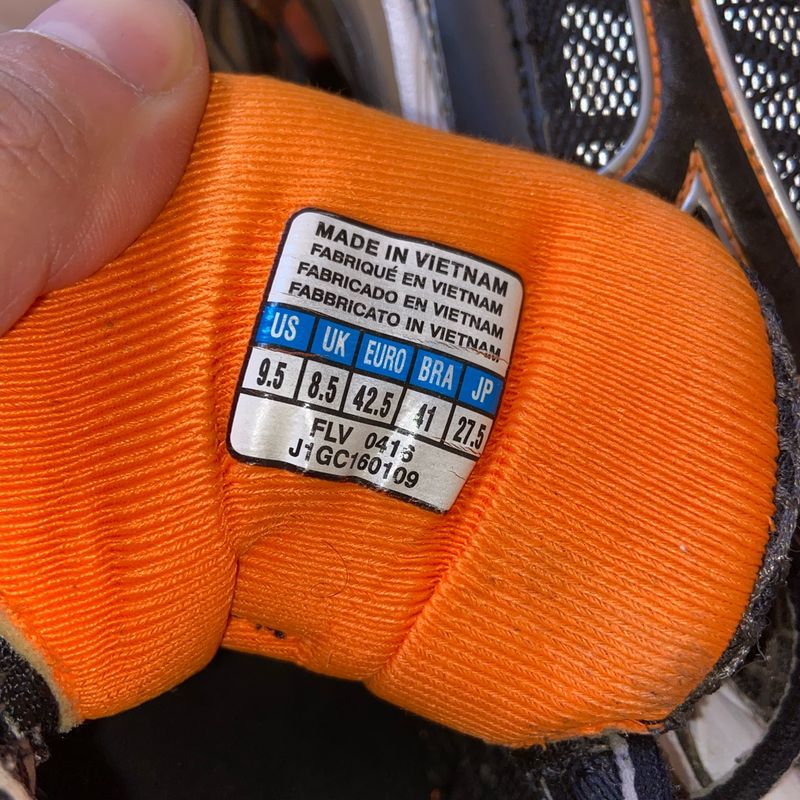 MADE IN VIETNAM
FABRIQUÉ EN VIETNAM
FABRICADO EN VIETNAM
FABBRICATO IN VIETNAM
US UK EURO BRA JP
9.5 8.5 42.5 41 27.5
FLV 0416
J1GC160109